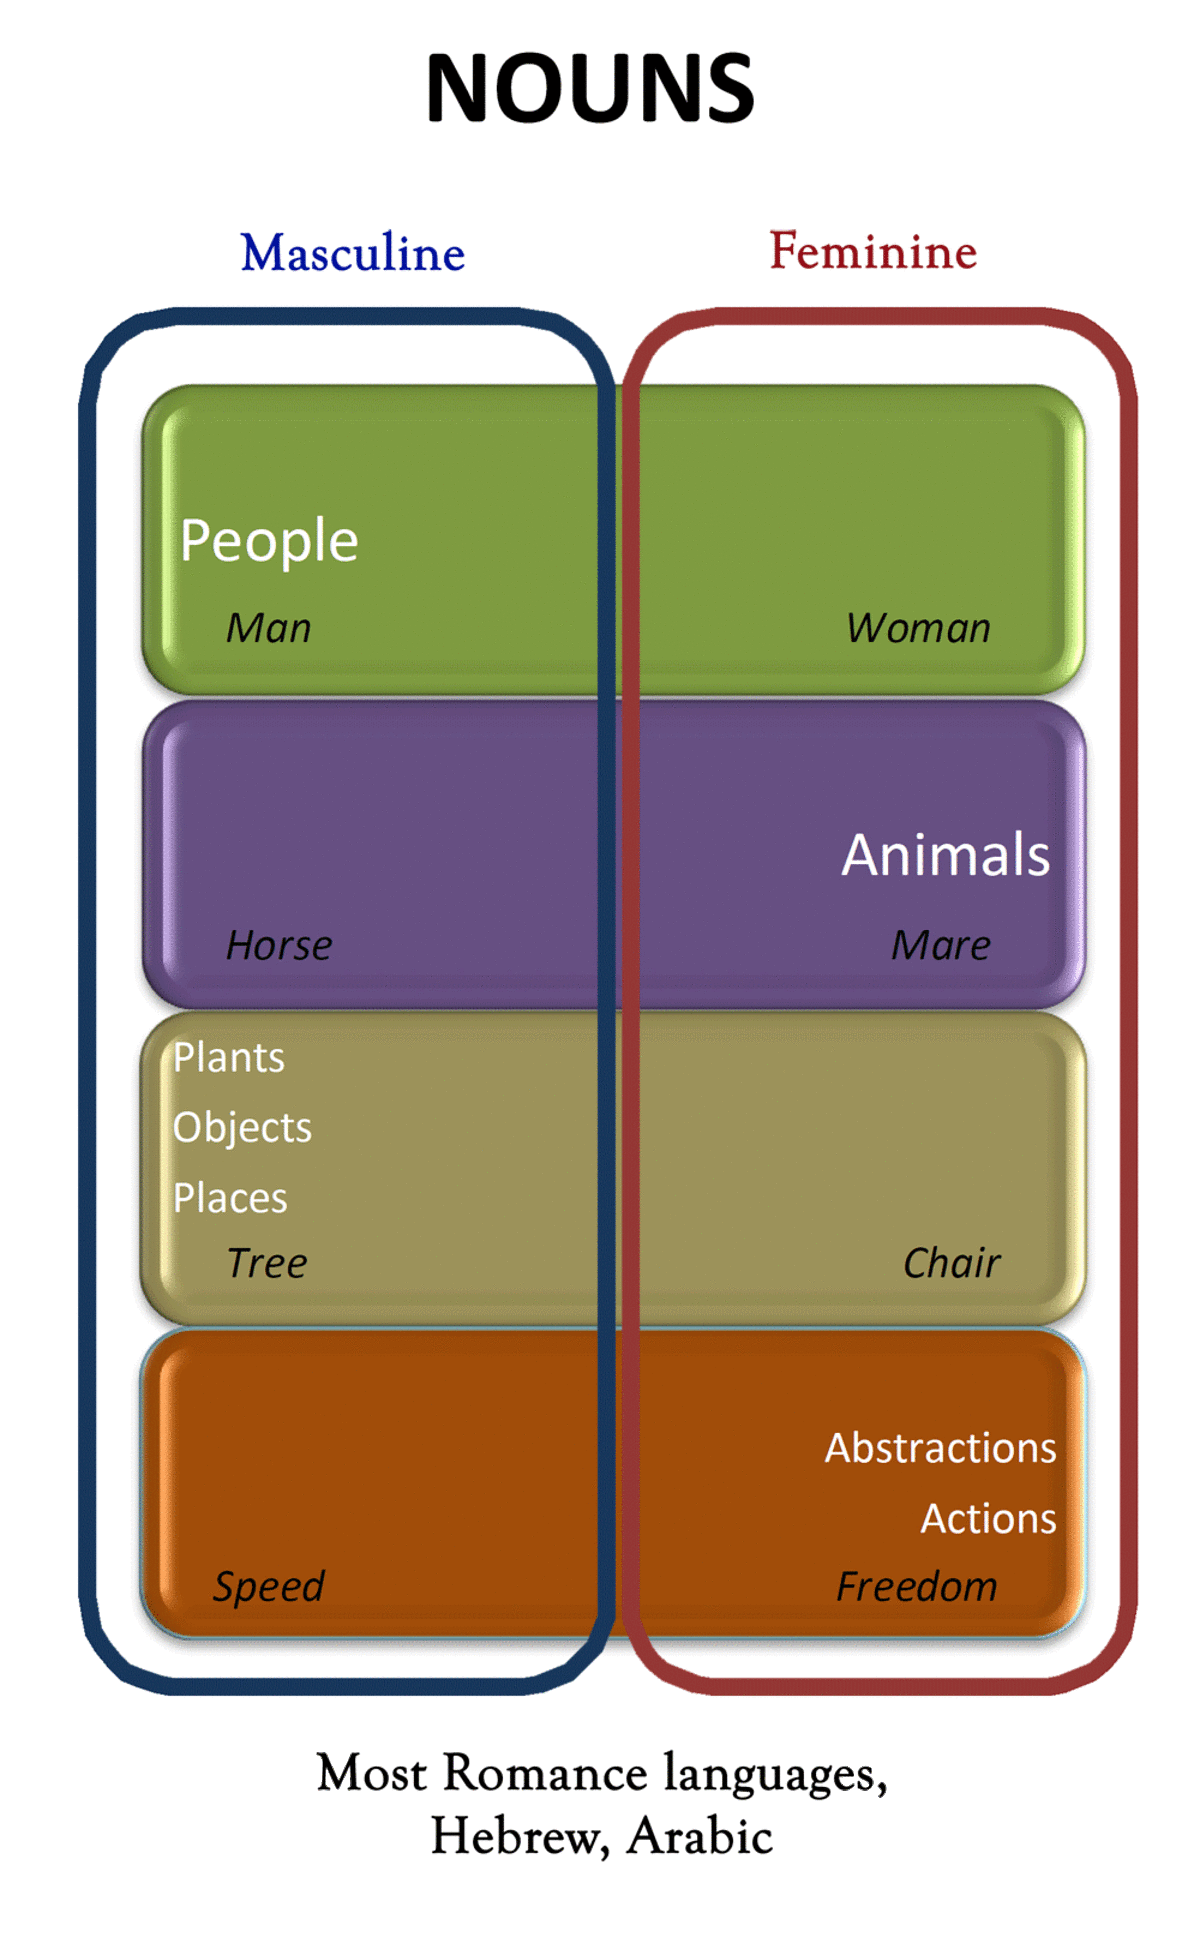 NOUNS
Masculine Feminine
People
Man Woman
Animals
Horse Mare
Plants
Objects
Places
Tree Chair
Abstractions
Actions
Speed Freedom
Most Romance languages,
Hebrew, Arabic